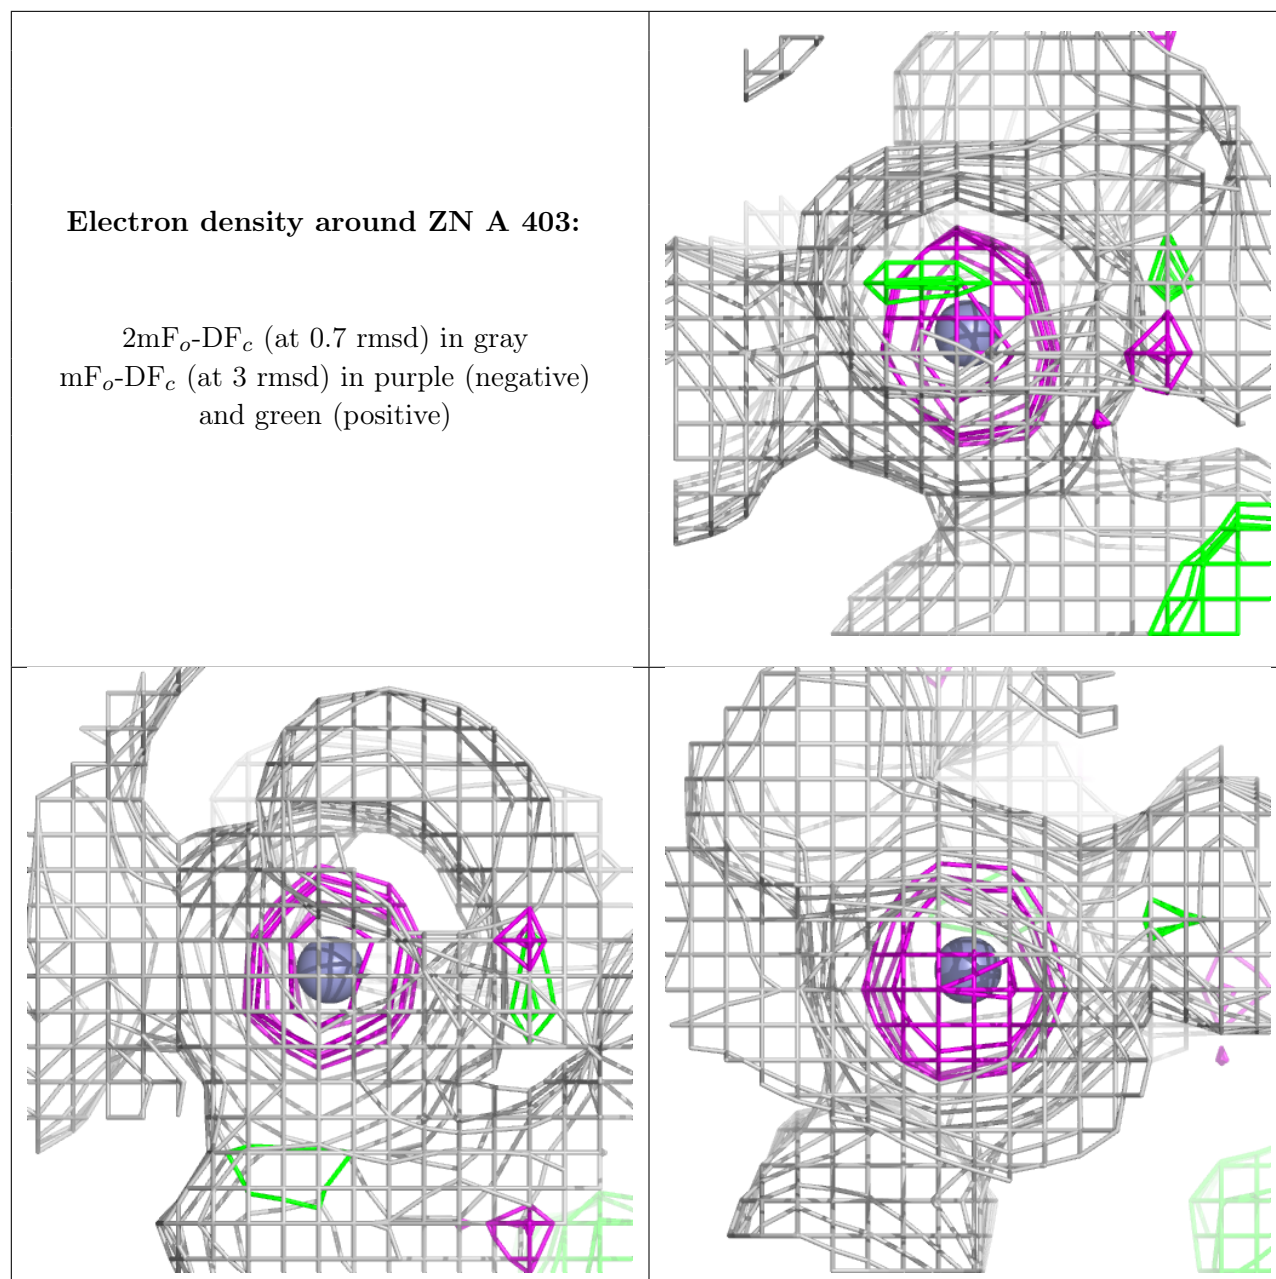 Electron density around ZN A 403:
2mFo-DFc (at 0.7 rmsd) in gray
mFo-DFc (at 3 rmsd) in purple (negative)
and green (positive)